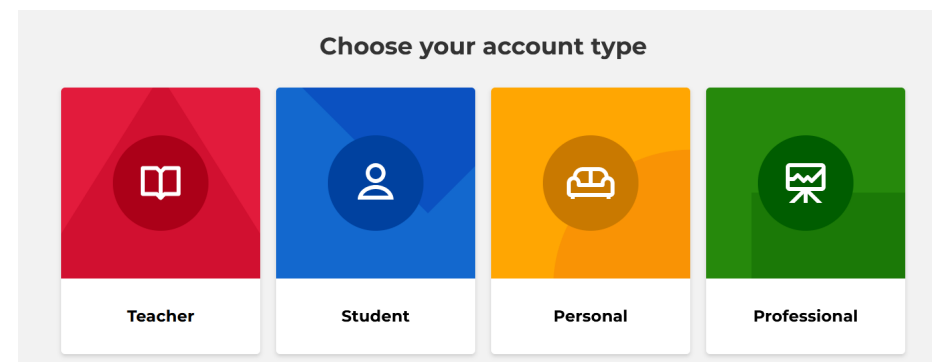 Choose your account type
Teacher
Student
Personal
Professional